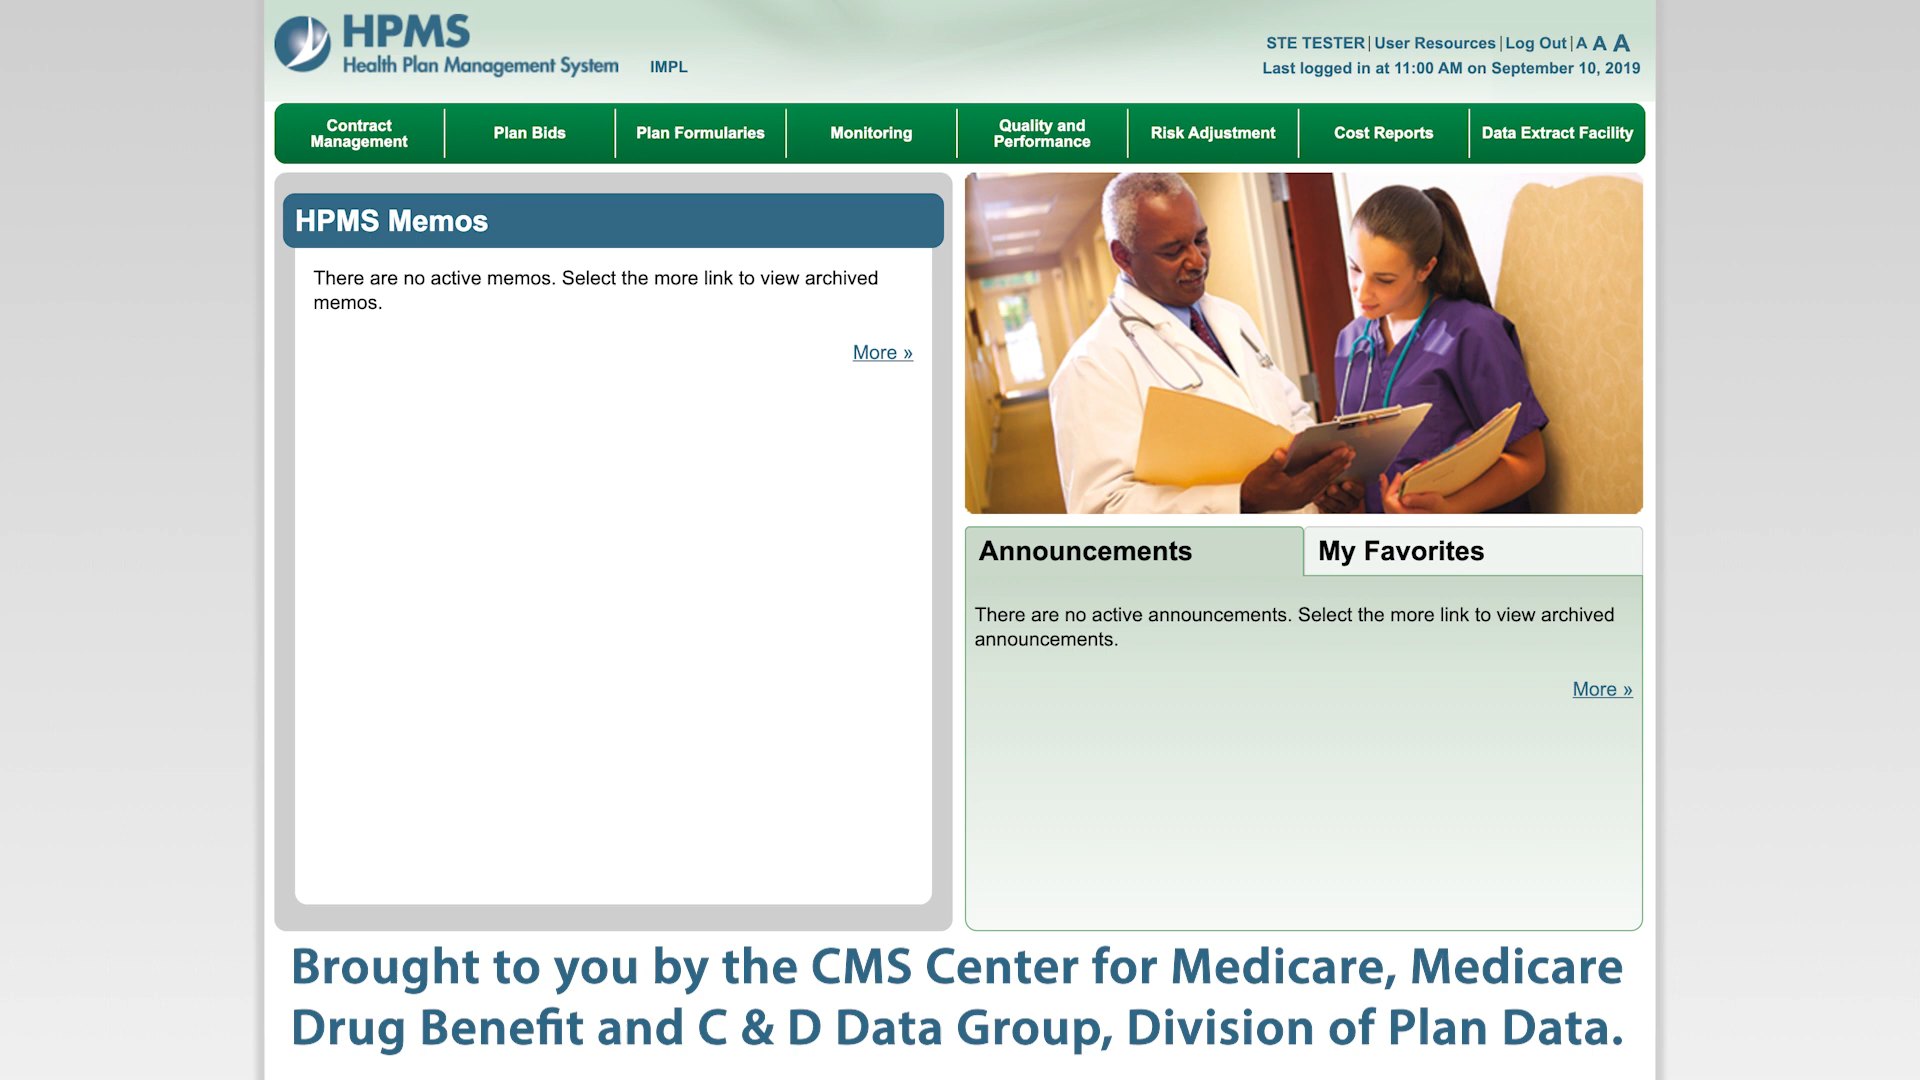 HPMS
Health Plan Management System
IMPL
STE TESTER | User Resources | Log Out | A A A
Last logged in at 11:00 AM on September 10, 2019
Contract Management
Plan Bids
Plan Formularies
Monitoring
Quality and Performance
Risk Adjustment
Cost Reports
Data Extract Facility
HPMS Memos
There are no active memos. Select the more link to view archived
memos.
More »
Announcements
My Favorites
There are no active announcements. Select the more link to view archived
announcements.
More »
Brought to you by the CMS Center for Medicare, Medicare
Drug Benefit and C & D Data Group, Division of Plan Data.